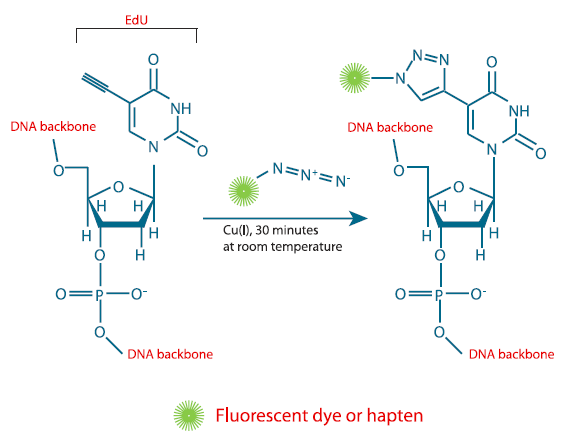 EdU
O
NH
N
O
DNA backbone
O
O
H
H
H
H
H
O
O=P—O⁻
O
DNA backbone
N=N⁺=N⁻
Cu(I), 30 minutes
at room temperature
N=N
N
O
NH
N
O
DNA backbone
O
O
H
H
H
H
H
O
O=P—O⁻
O
DNA backbone
Fluorescent dye or hapten